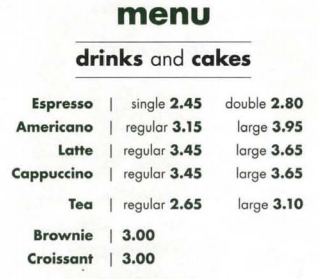 menu
drinks and cakes
Espresso | single 2.45 double 2.80
Americano | regular 3.15 large 3.95
Latte | regular 3.45 large 3.65
Cappuccino | regular 3.45 large 3.65
Tea | regular 2.65 large 3.10
Brownie | 3.00
Croissant | 3.00